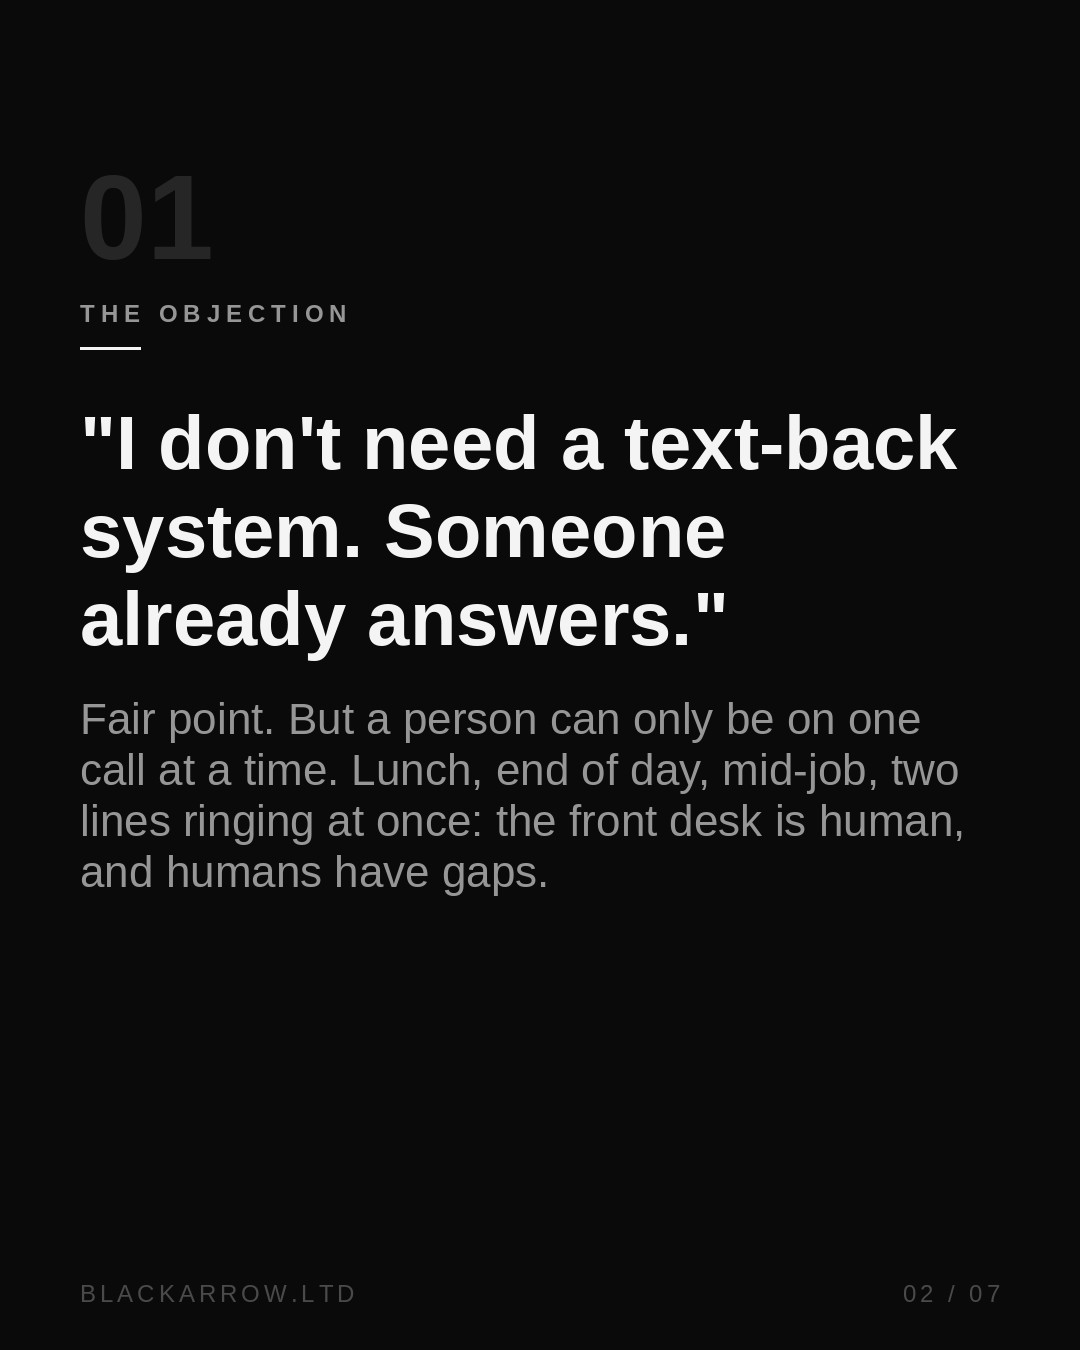 01
THE OBJECTION
"I don't need a text-back
system. Someone
already answers."
Fair point. But a person can only be on one
call at a time. Lunch, end of day, mid-job, two
lines ringing at once: the front desk is human,
and humans have gaps.
BLACKARROW.LTD
02 / 07